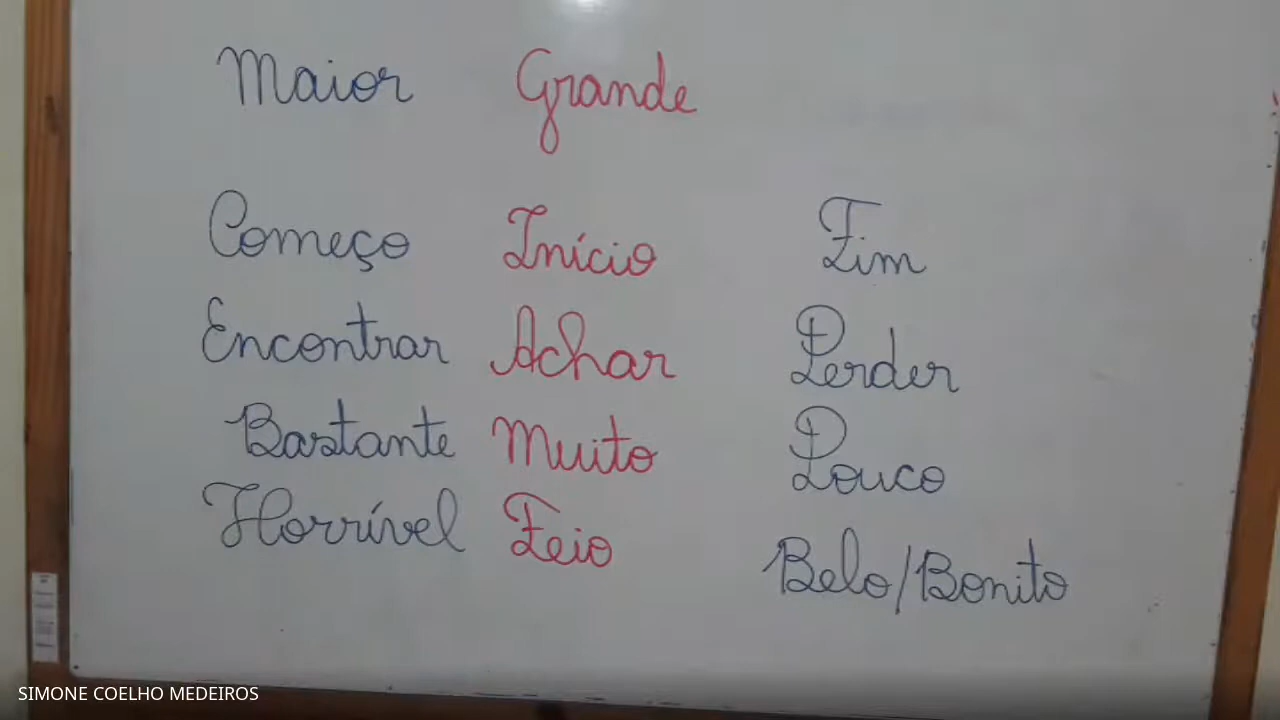 Maior Grande
Começo Início Fim
Encontrar Achar Perder
Bastante Muito Pouco
Horrível Feio Belo/Bonito
SIMONE COELHO MEDEIROS